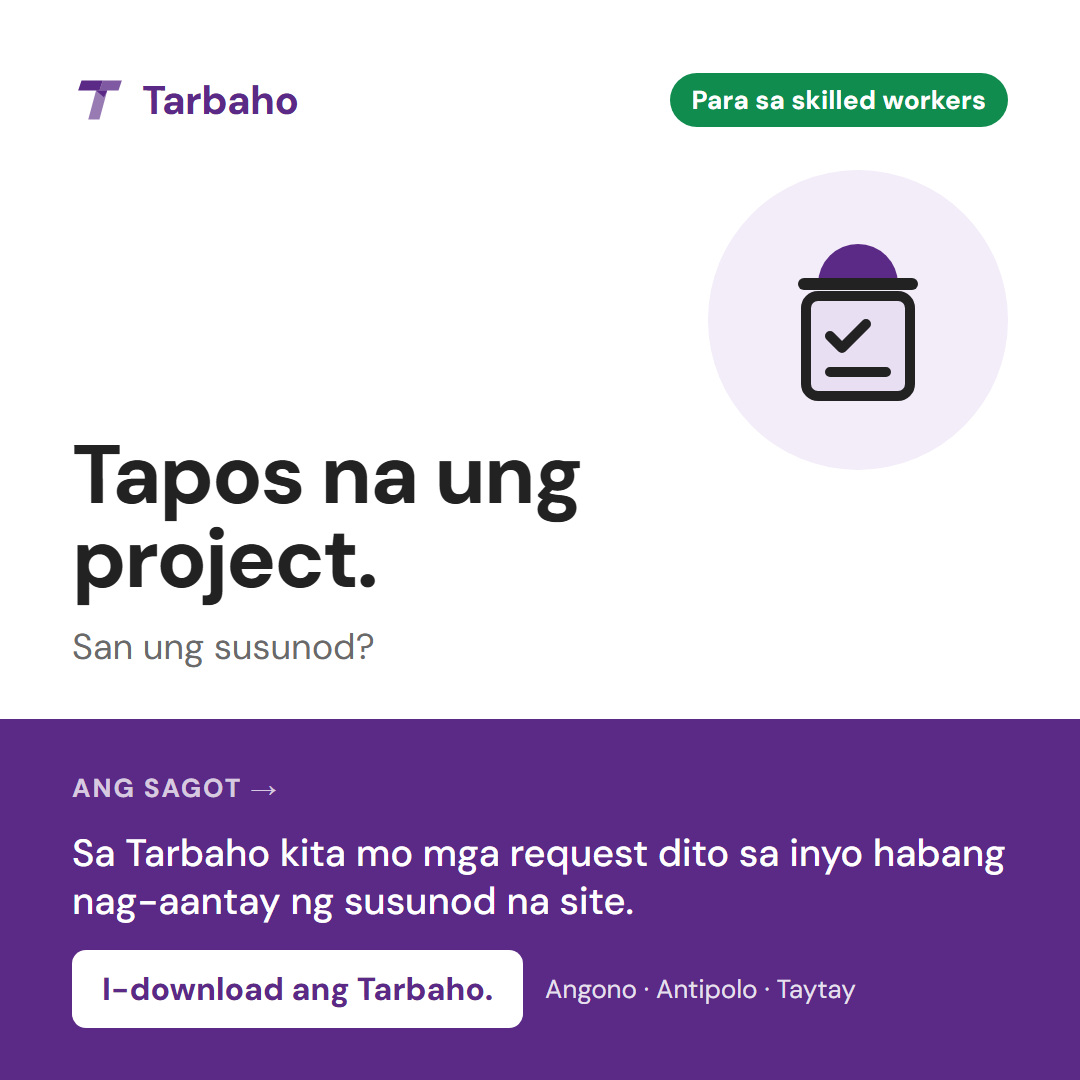 Tarbaho
Para sa skilled workers
Tapos na ung
project.
San ung susunod?
ANG SAGOT →
Sa Tarbaho kita mo mga request dito sa inyo habang
nag-aantay ng susunod na site.
I-download ang Tarbaho.
Angono · Antipolo · Taytay